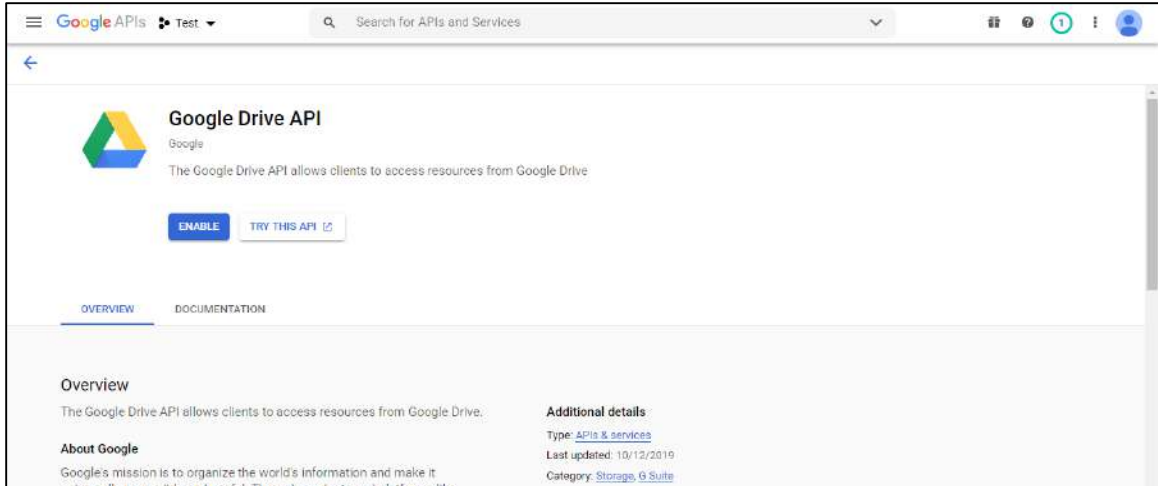 Google APIs Test Search for APIs and Services 1
Google Drive API
Google
The Google Drive API allows clients to access resources from Google Drive
ENABLE TRY THIS API
OVERVIEW DOCUMENTATION
Overview
The Google Drive API allows clients to access resources from Google Drive.
About Google
Google's mission is to organize the world's information and make it
Additional details
Type: APIs & services
Last updated: 10/12/2019
Category: Storage, G Suite